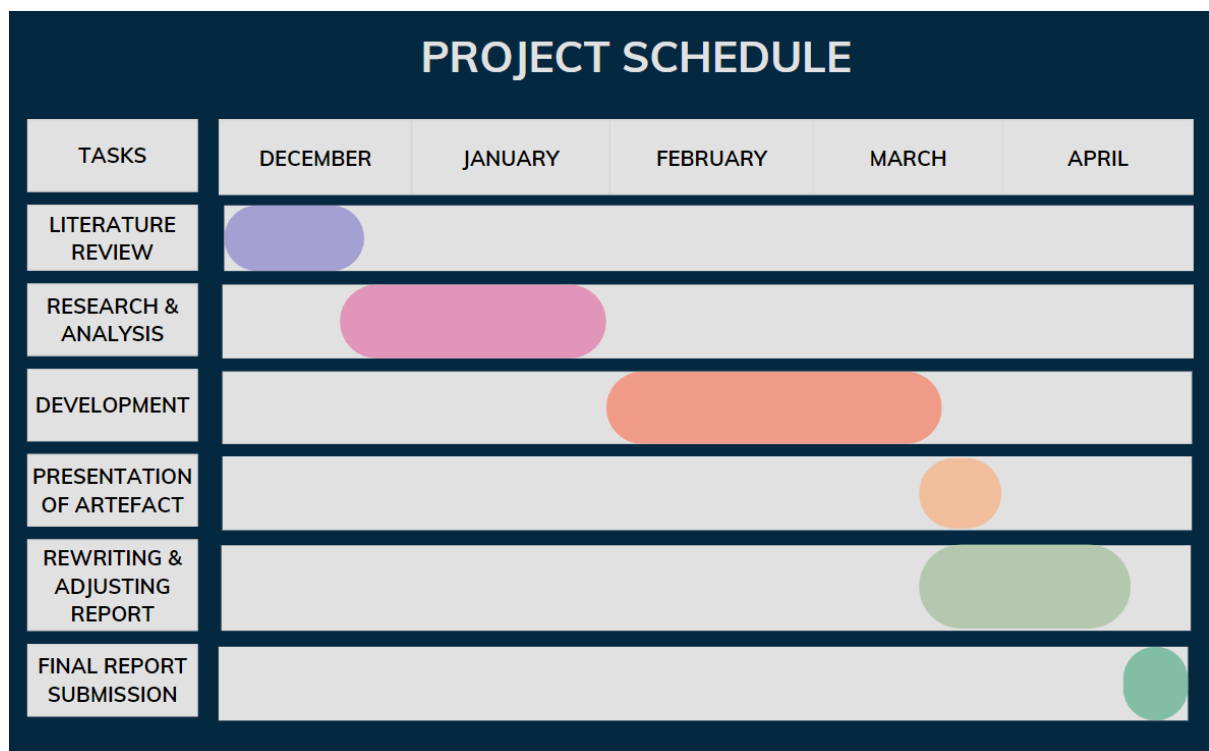 PROJECT SCHEDULE
TASKS
DECEMBER
JANUARY
FEBRUARY
MARCH
APRIL
LITERATURE
REVIEW
RESEARCH &
ANALYSIS
DEVELOPMENT
PRESENTATION
OF ARTEFACT
REWRITING &
ADJUSTING
REPORT
FINAL REPORT
SUBMISSION